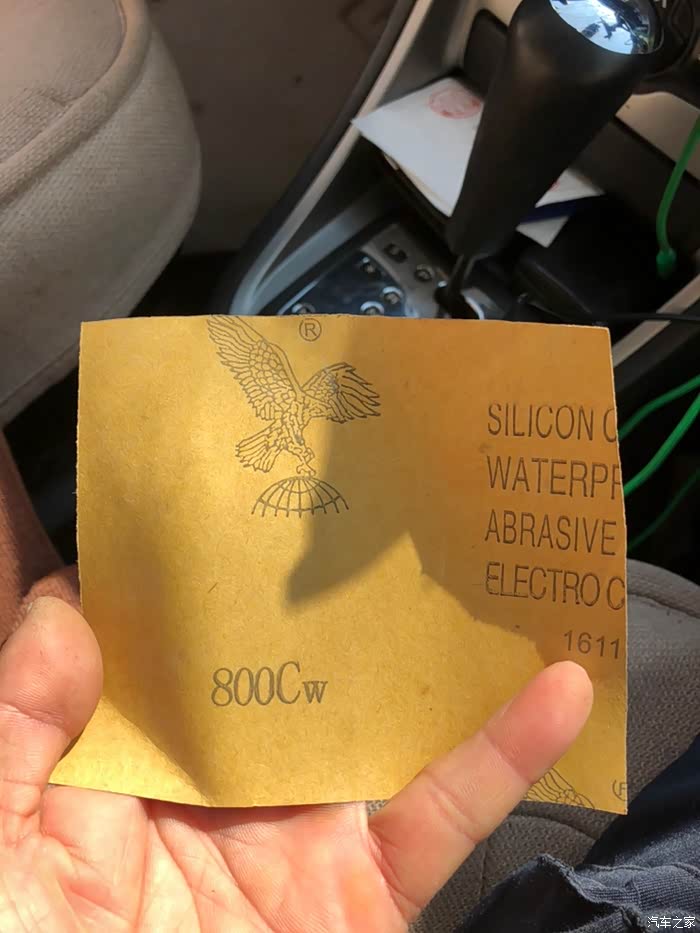 ®
SILICON C
WATERPR
ABRASIVE
ELECTRO C
1611
800Cw
汽车之家